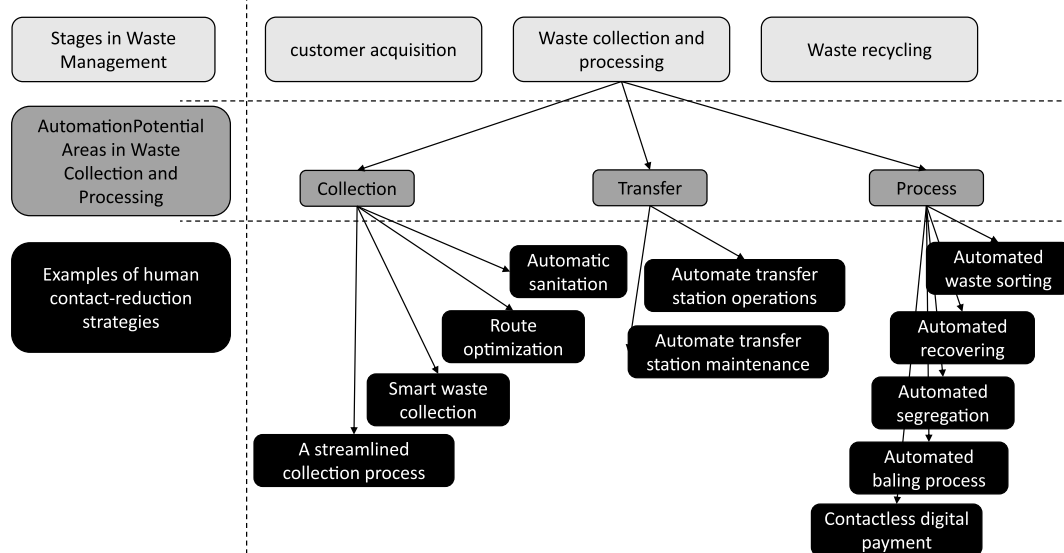 Stages in Waste
Management
customer acquisition
Waste collection and
processing
Waste recycling
AutomationPotential
Areas in Waste
Collection and
Processing
Collection
Transfer
Process
Examples of human
contact-reduction
strategies
Automatic
sanitation
Route
optimization
Smart waste
collection
A streamlined
collection process
Automate transfer
station operations
Automate transfer
station maintenance
Automated
waste sorting
Automated
recovering
Automated
segregation
Automated
baling process
Contactless digital
payment